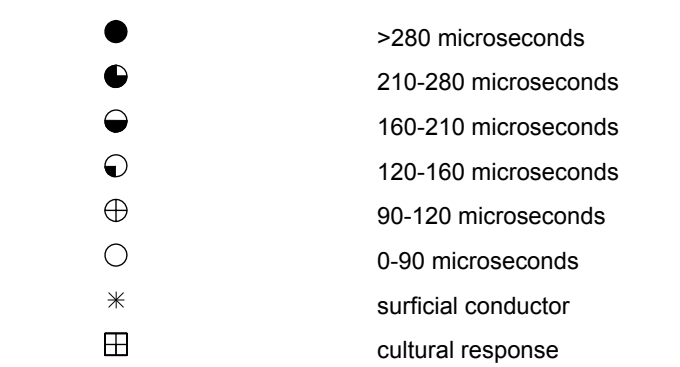 >280 microseconds
210-280 microseconds
160-210 microseconds
120-160 microseconds
90-120 microseconds
0-90 microseconds
surficial conductor
cultural response